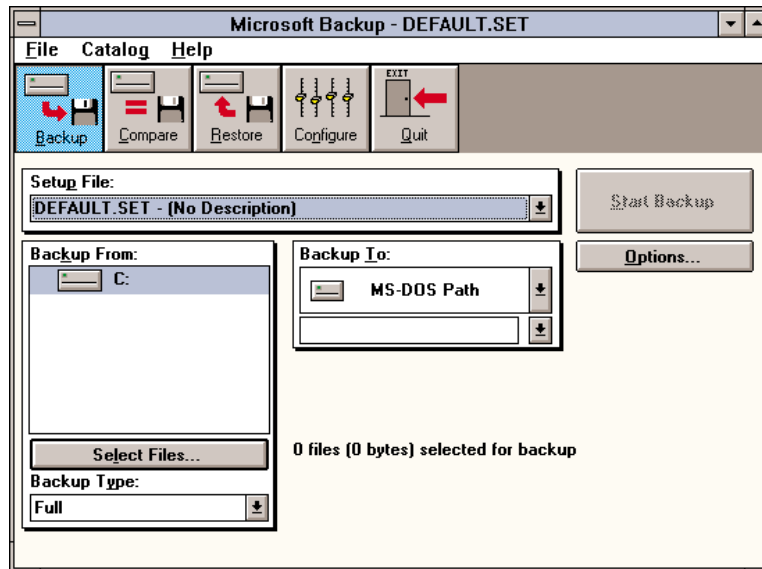 Microsoft Backup - DEFAULT.SET
File Catalog Help
EXIT
Backup Compare Restore Configure Quit
Setup File:
DEFAULT.SET - (No Description)
Start Backup
Backup From:
Backup To:
Options...
C:
MS-DOS Path
Select Files...
0 files (0 bytes) selected for backup
Backup Type:
Full